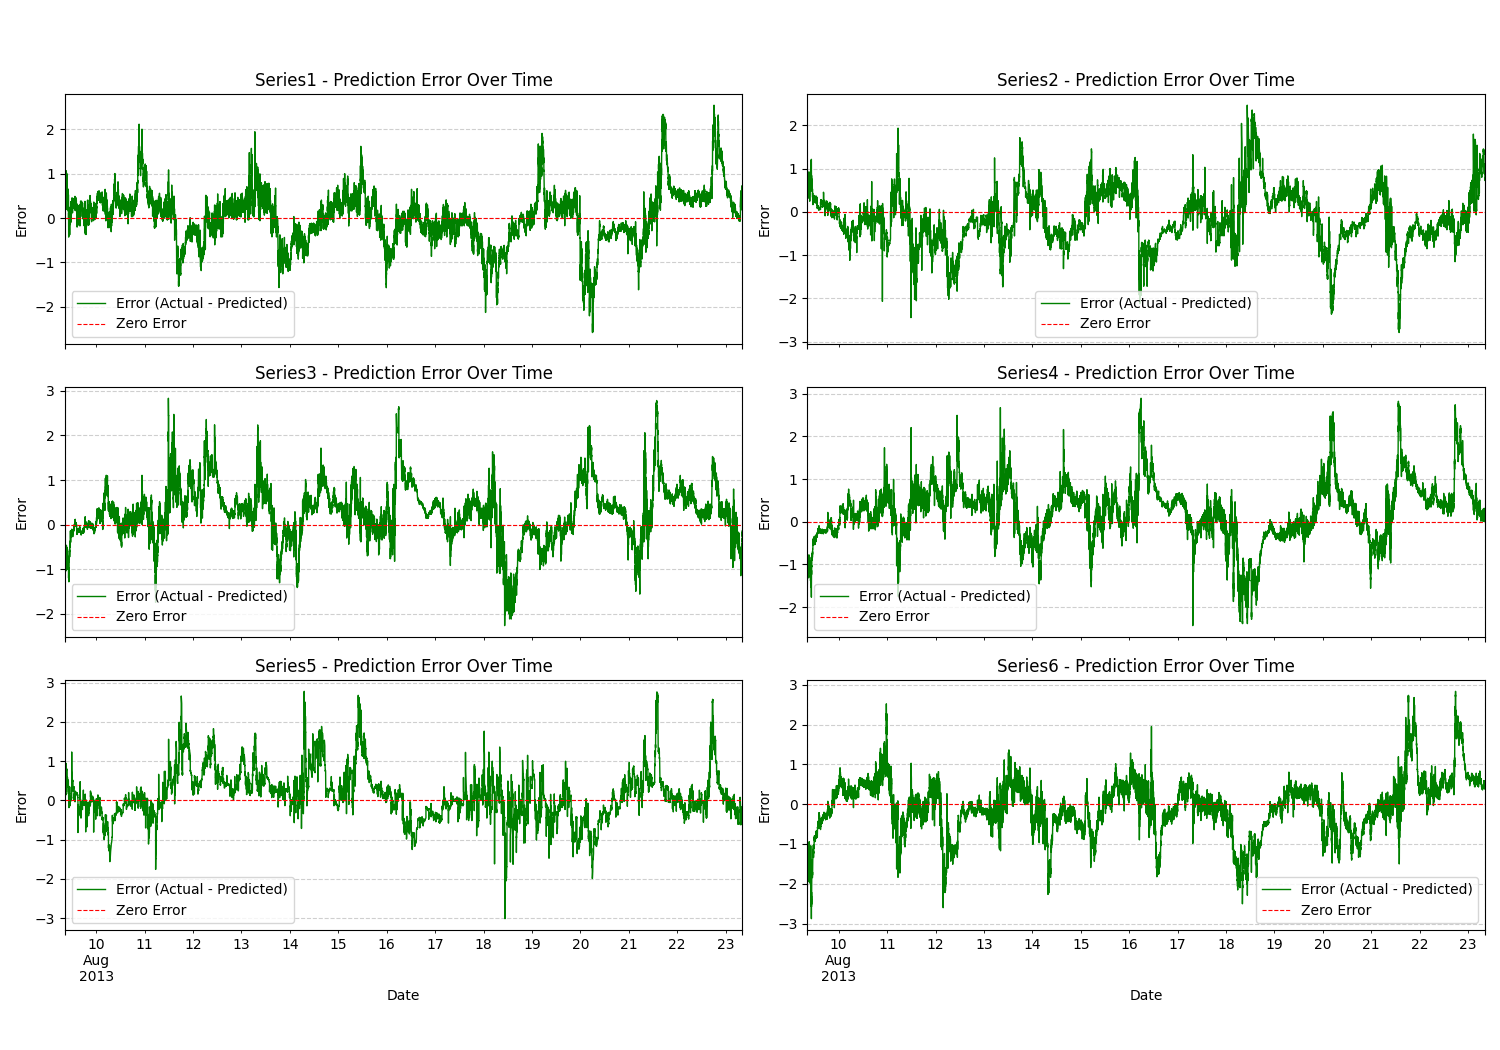 Series1 - Prediction Error Over Time
Error
2
1
0
−1
−2
Error (Actual - Predicted)
Zero Error
Series2 - Prediction Error Over Time
Error
2
1
0
−1
−2
−3
Error (Actual - Predicted)
Zero Error
Series3 - Prediction Error Over Time
Error
3
2
1
0
−1
−2
Error (Actual - Predicted)
Zero Error
Series4 - Prediction Error Over Time
Error
3
2
1
0
−1
−2
Error (Actual - Predicted)
Zero Error
Series5 - Prediction Error Over Time
Error
3
2
1
0
−1
−2
−3
Error (Actual - Predicted)
Zero Error
10 11 12 13 14 15 16 17 18 19 20 21 22 23
Aug
2013
Date
Series6 - Prediction Error Over Time
Error
3
2
1
0
−1
−2
−3
Error (Actual - Predicted)
Zero Error
10 11 12 13 14 15 16 17 18 19 20 21 22 23
Aug
2013
Date